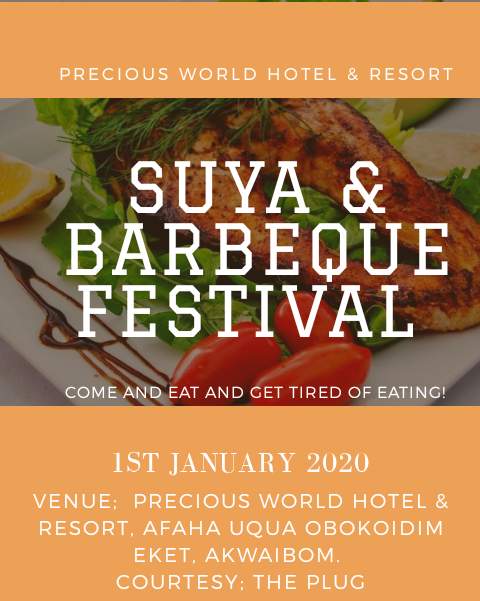 PRECIOUS WORLD HOTEL & RESORT
SUYA &
BARBEQUE
FESTIVAL
COME AND EAT AND GET TIRED OF EATING!
1ST JANUARY 2020
VENUE;  PRECIOUS WORLD HOTEL &
RESORT, AFAHA UQUA OBOKOIDIM
EKET, AKWAIBOM.
COURTESY; THE PLUG